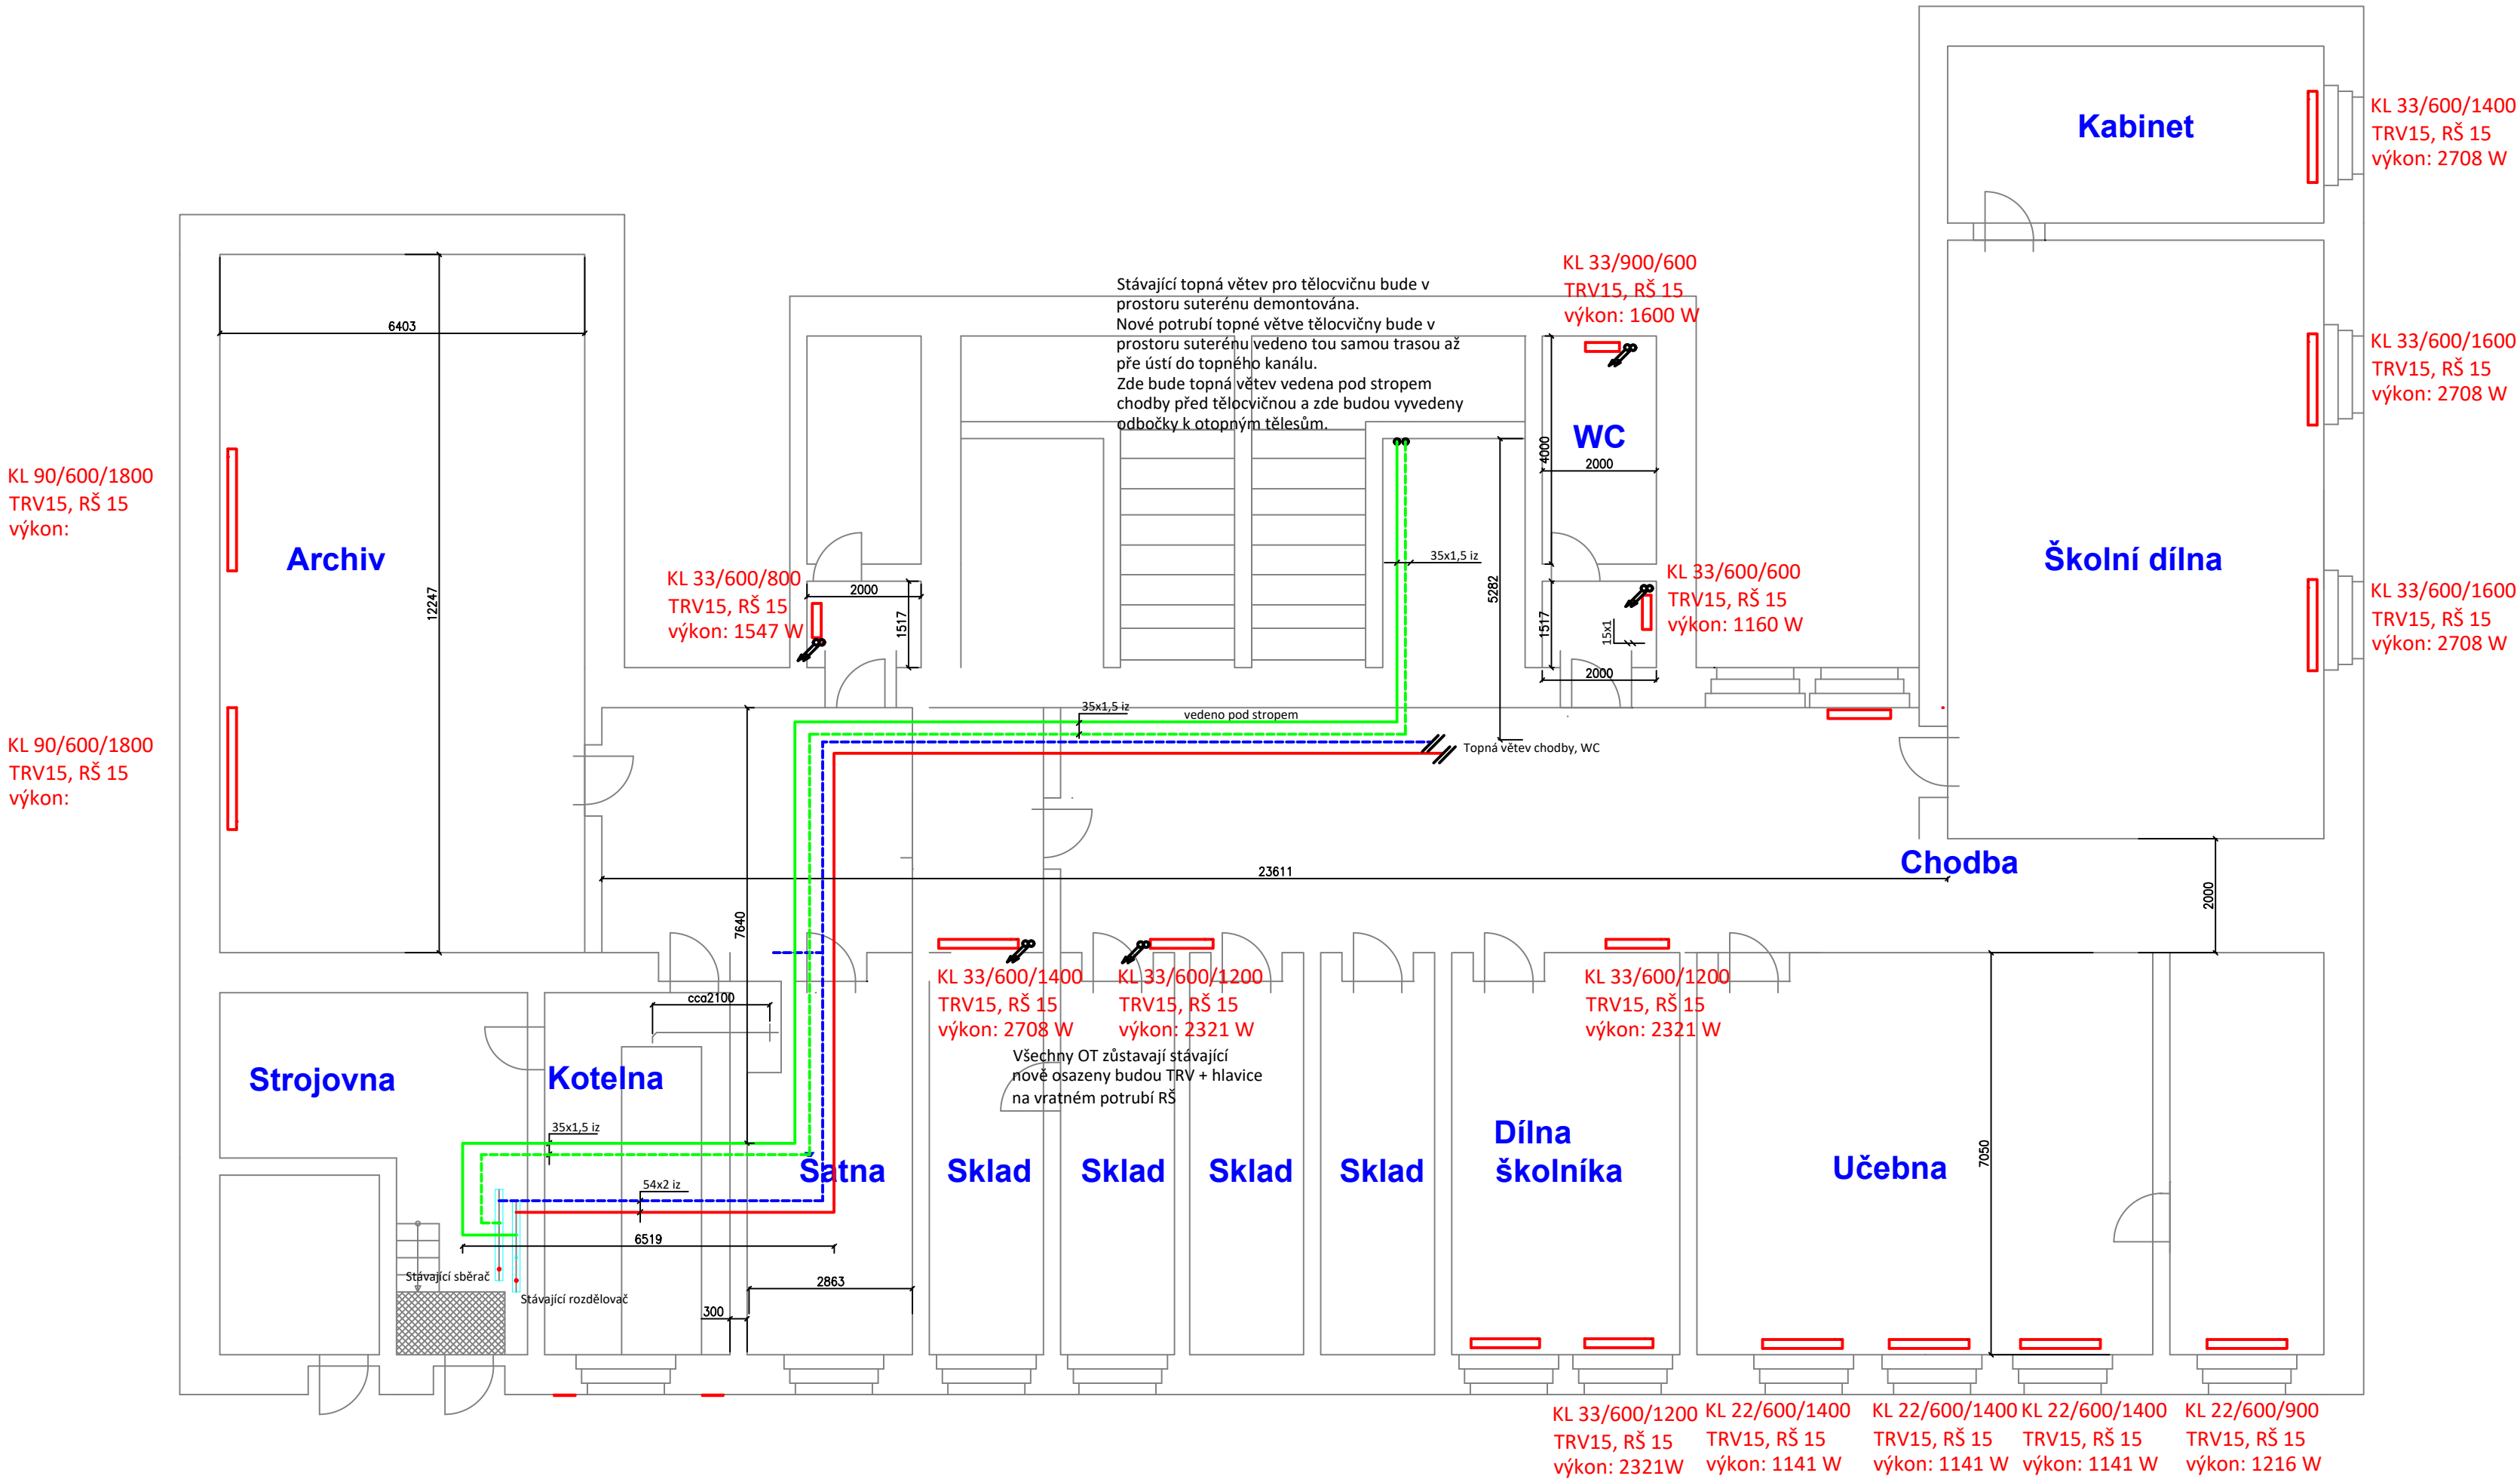 Kabinet
KL 33/600/1400
TRV15, RŠ 15
výkon: 2708 W
KL 33/900/600
TRV15, RŠ 15
výkon: 1600 W
Stávající topná větev pro tělocvičnu bude v
prostoru suterénu demontována.
Nové potrubí topné větve tělocvičny bude v
prostoru suterénu vedeno tou samou trasou až
pře ústí do topného kanálu.
Zde bude topná větev vedena pod stropem
chodby před tělocvičnou a zde budou vyvedeny
odbočky k otopným tělesům.
6403
KL 33/600/1600
TRV15, RŠ 15
výkon: 2708 W
WC
4000
2000
KL 90/600/1800
TRV15, RŠ 15
výkon:
Archiv
12247
35x1,5 iz
5282
Školní dílna
KL 33/600/800
TRV15, RŠ 15
výkon: 1547 W
2000
1517
KL 33/600/600
TRV15, RŠ 15
výkon: 1160 W
1517
15x1
2000
KL 33/600/1600
TRV15, RŠ 15
výkon: 2708 W
35x1,5 iz
vedeno pod stropem
Topná větev chodby, WC
KL 90/600/1800
TRV15, RŠ 15
výkon:
Chodba
23611
2000
7640
KL 33/600/1400
TRV15, RŠ 15
výkon: 2708 W
KL 33/600/1200
TRV15, RŠ 15
výkon: 2321 W
KL 33/600/1200
TRV15, RŠ 15
výkon: 2321 W
cca2100
Všechny OT zůstavají stávající
nově osazeny budou TRV + hlavice
na vratném potrubí RŠ
Strojovna
Kotelna
35x1,5 iz
Šatna
Sklad
Sklad
Sklad
Sklad
Dílna
školníka
Učebna
7050
54x2 iz
6519
Stávající sběrač
Stávající rozdělovač
2863
300
KL 33/600/1200
TRV15, RŠ 15
výkon: 2321W
KL 22/600/1400
TRV15, RŠ 15
výkon: 1141 W
KL 22/600/1400
TRV15, RŠ 15
výkon: 1141 W
KL 22/600/1400
TRV15, RŠ 15
výkon: 1141 W
KL 22/600/900
TRV15, RŠ 15
výkon: 1216 W